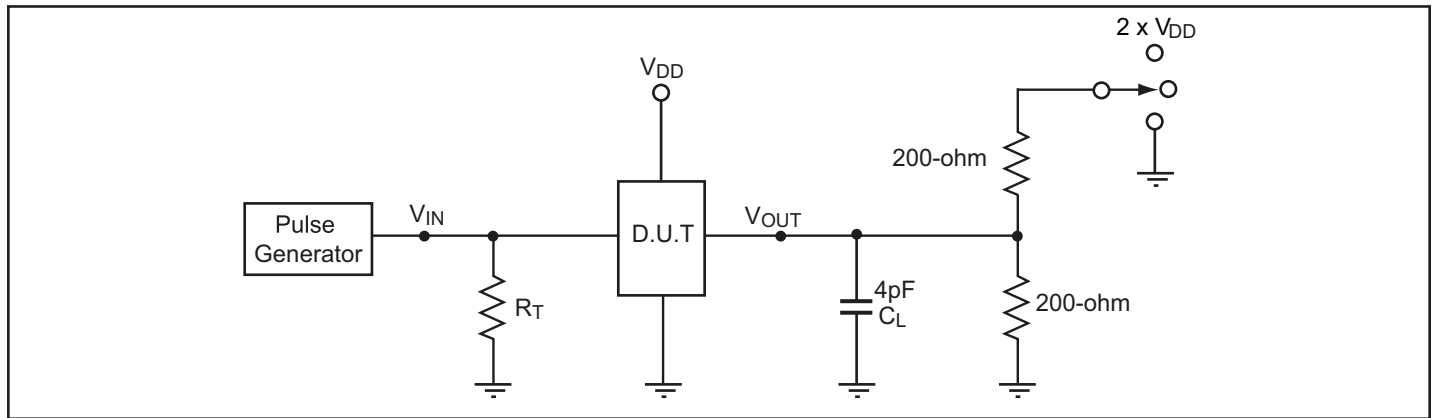 2 x VDD
VDD
200-ohm
Pulse
Generator
VIN
D.U.T
VOUT
RT
4pF
CL
200-ohm